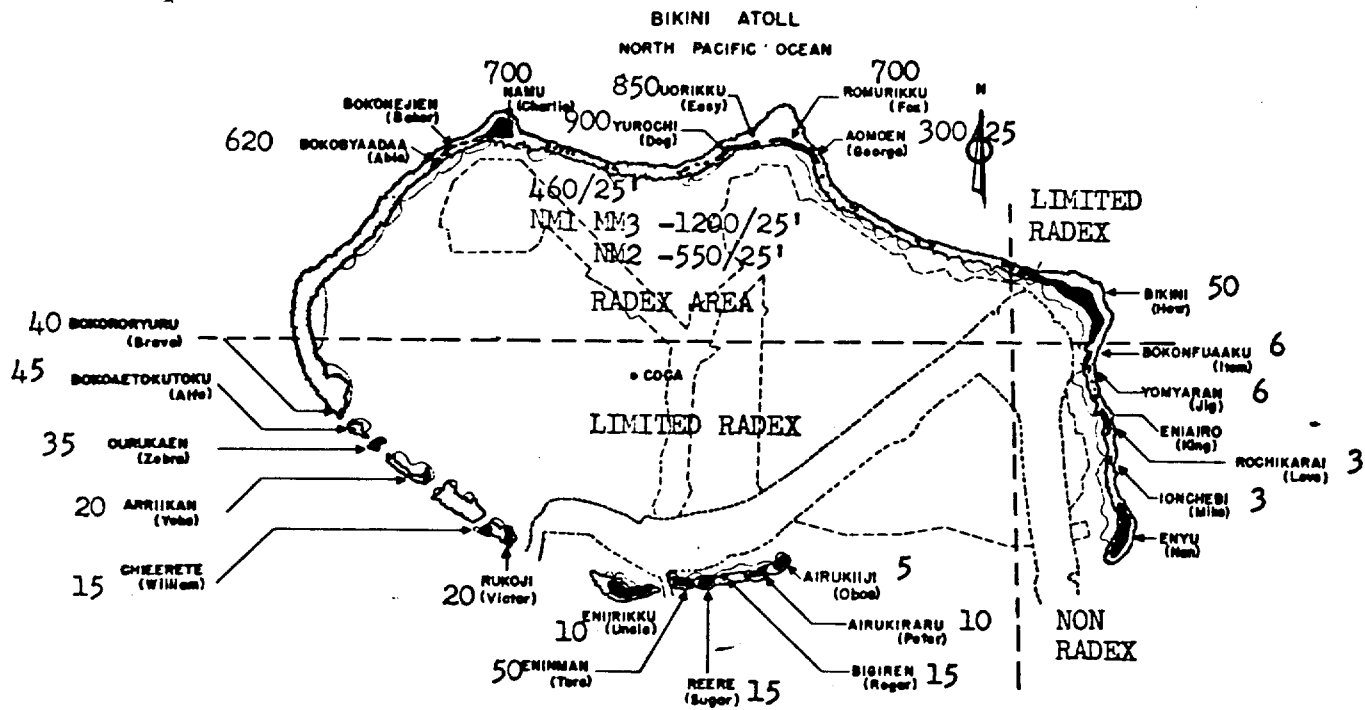 BIKINI ATOLL
NORTH PACIFIC OCEAN
700
NAMU
(Charlie)
BOKONEJIEN
(Baker)
620
BOKOBYAADAA
(Able)
850 UORIKKU
(Easy)
900 YUROCHI
(Dog)
700
ROMURIKKU
(Fox)
AOMOEN
(George)
300/25
N
460/25'
NM1 MM3 -1200/25'
NM2 -550/25'
RADEX AREA
LIMITED
RADEX
BIKINI 50
(How)
40 BOKORORYURU
(Bravo)
BOKONFUAAKU 6
(Item)
45 BOKOAETOKUTOKU
(Alfa)
COCA
YOMYARAN 6
(Jig)
LIMITED RADEX
ENIAIRO
(King)
35 OURUKAEN
(Zebra)
ROCHIKARAI 3
(Love)
20 ARRIIKAN
(Yoke)
IONCHEBI 3
(Mike)
ENYU
(Nan)
15 CHIEERETE
(William)
RUKOJI
20 (Victor)
AIRUKIIJI 5
(Oboe)
10 ENIIRIKKU
(Uncle)
AIRUKIRARU 10
(Peter)
NON
RADEX
50 ENINMAN
(Tare)
REERE 15
(Sugar)
BIGIREN 15
(Roger)